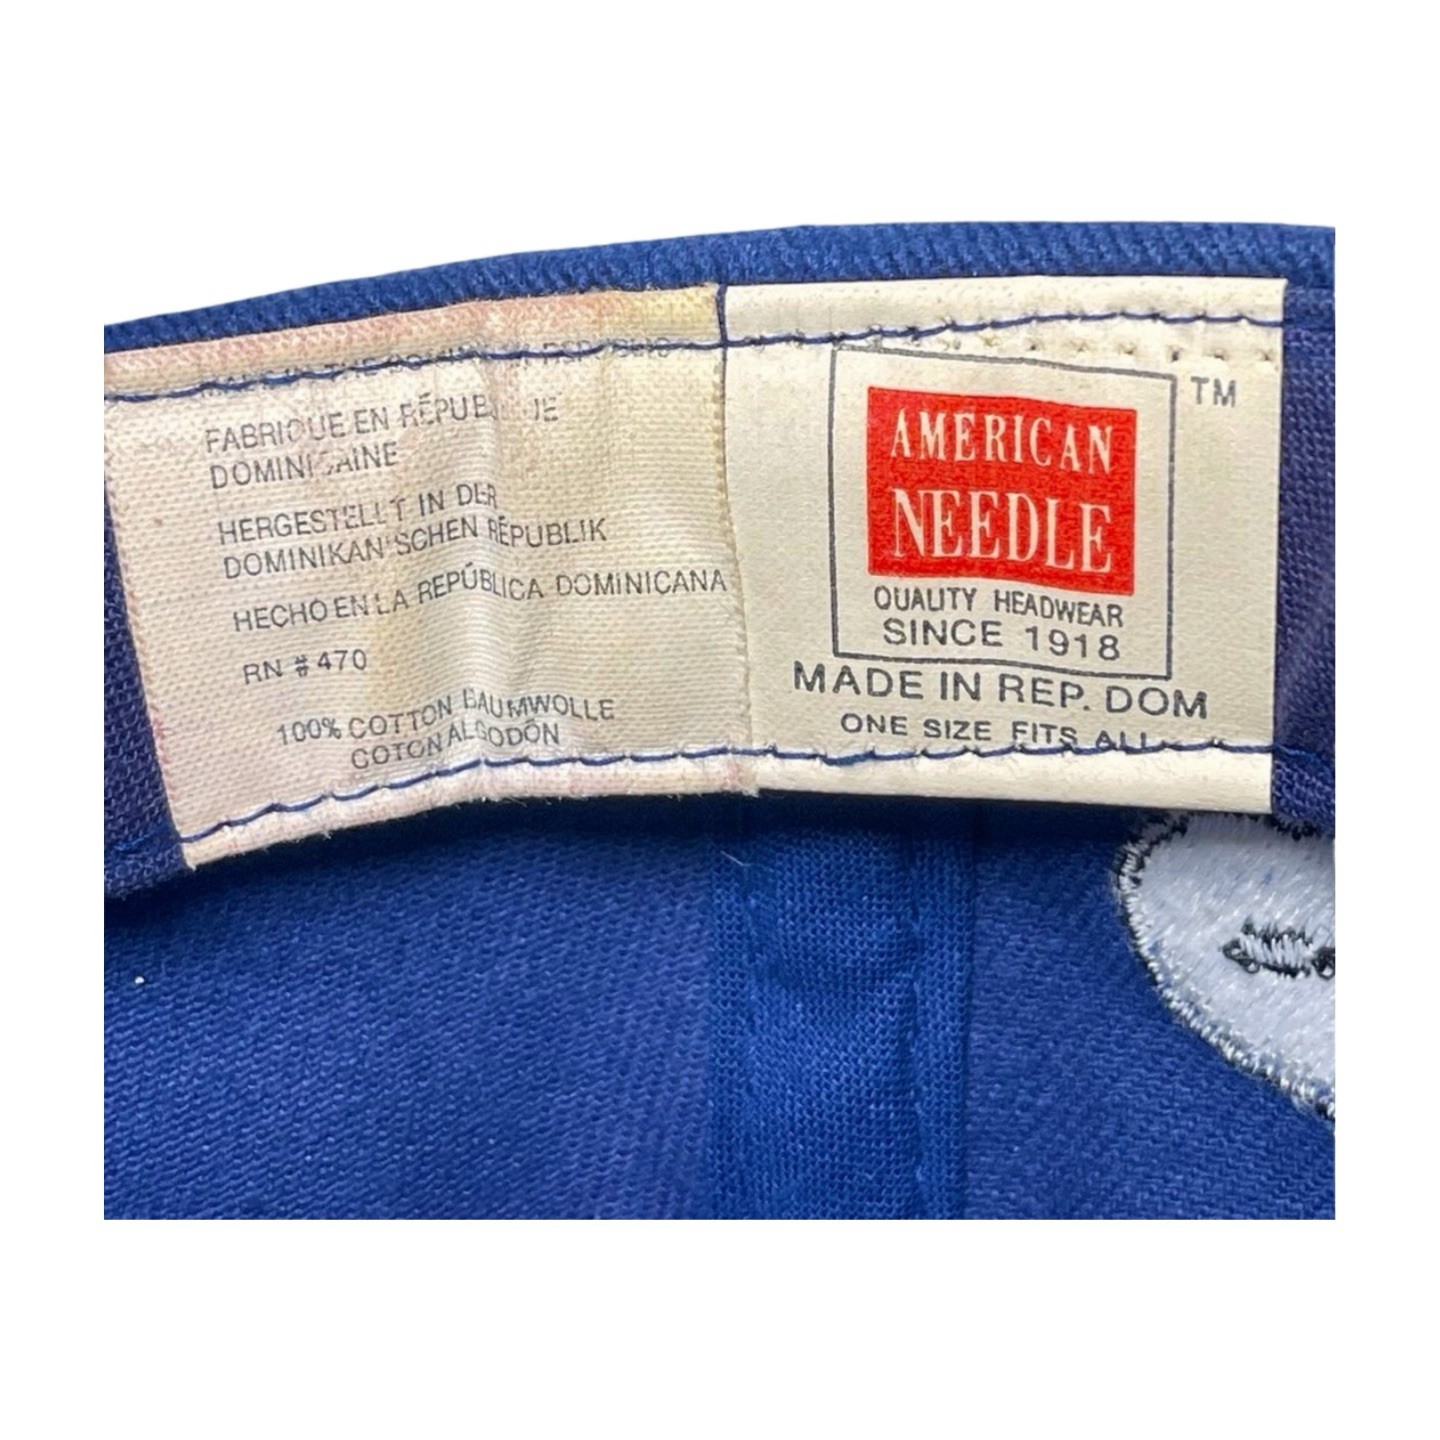 FABRIQUE EN RÉPUBLIQUE
DOMINICAINE
HERGESTELLT IN DER
DOMINIKANISCHEN RÉPUBLIK
HECHO EN LA REPÚBLICA DOMINICANA
RN # 470
100% COTTON BAUMWOLLE
COTON ALGODÓN
TM
AMERICAN
NEEDLE
QUALITY HEADWEAR
SINCE 1918
MADE IN REP. DOM
ONE SIZE FITS ALL